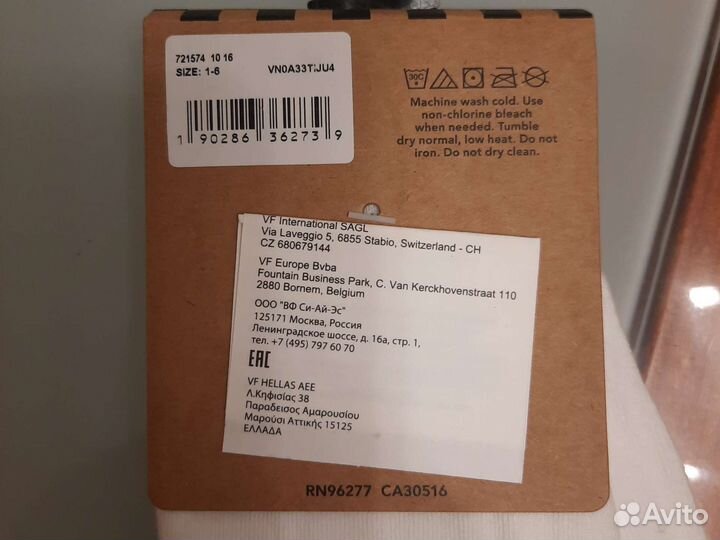 721574 10 16
SIZE: 1-6 VN0A33TIJU4
1 90286 36273 9
30C
Machine wash cold. Use
non-chlorine bleach
when needed. Tumble
dry normal, low heat. Do not
iron. Do not dry clean.
VF International SAGL
Via Laveggio 5, 6855 Stabio, Switzerland - CH
CZ 680679144
VF Europe Bvba
Fountain Business Park, C. Van Kerckhovenstraat 110
2880 Bornem, Belgium
ООО "ВФ Си-Ай-Эс"
125171 Москва, Россия
Ленинградское шоссе, д. 16а, стр. 1,
тел. +7 (495) 797 60 70
EAC
VF HELLAS AEE
Λ.Κηφισίας 38
Παραδεισος Αμαρουσίου
Μαρούσι Αττικής 15125
ΕΛΛΑΔΑ
RN96277 CA30516
Avito